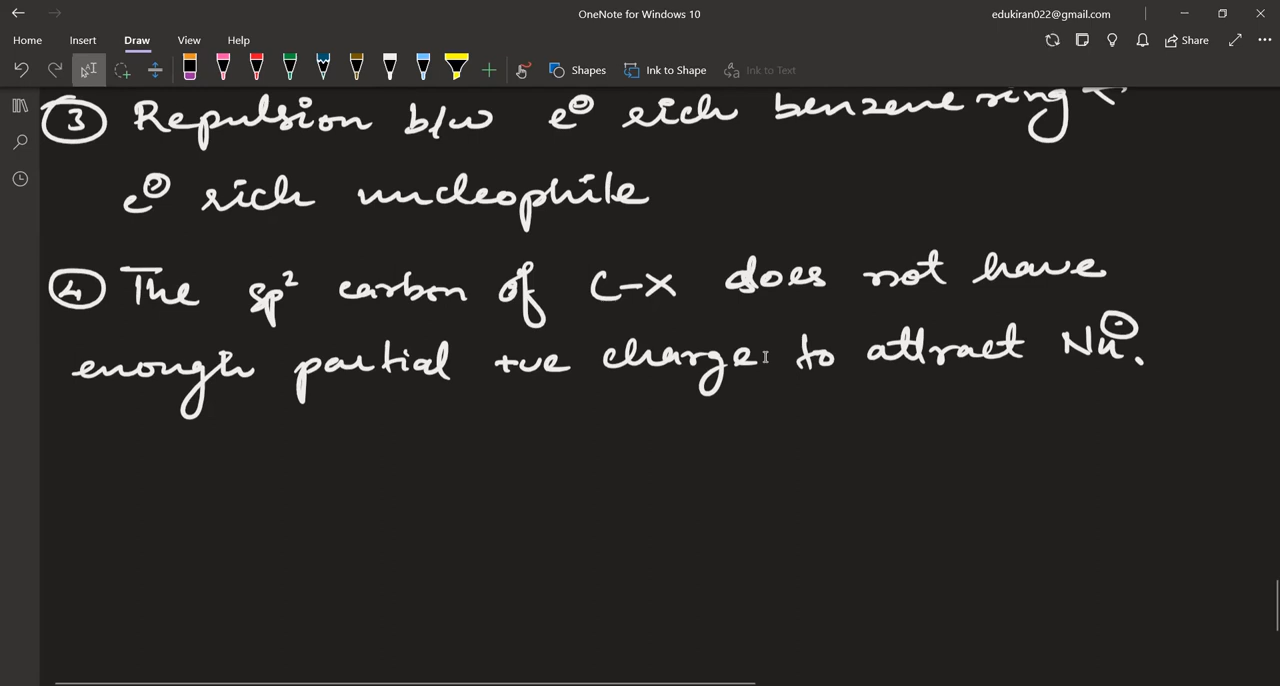 OneNote for Windows 10
edukiran022@gmail.com
Home Insert Draw View Help
Share
Shapes Ink to Shape Ink to Text
③ Repulsion b/w e⊖ rich benzene ring &
e⊖ rich nucleophile
④ The sp² carbon of C-X does not have
enough partial +ve charge to attract Nu⊖.